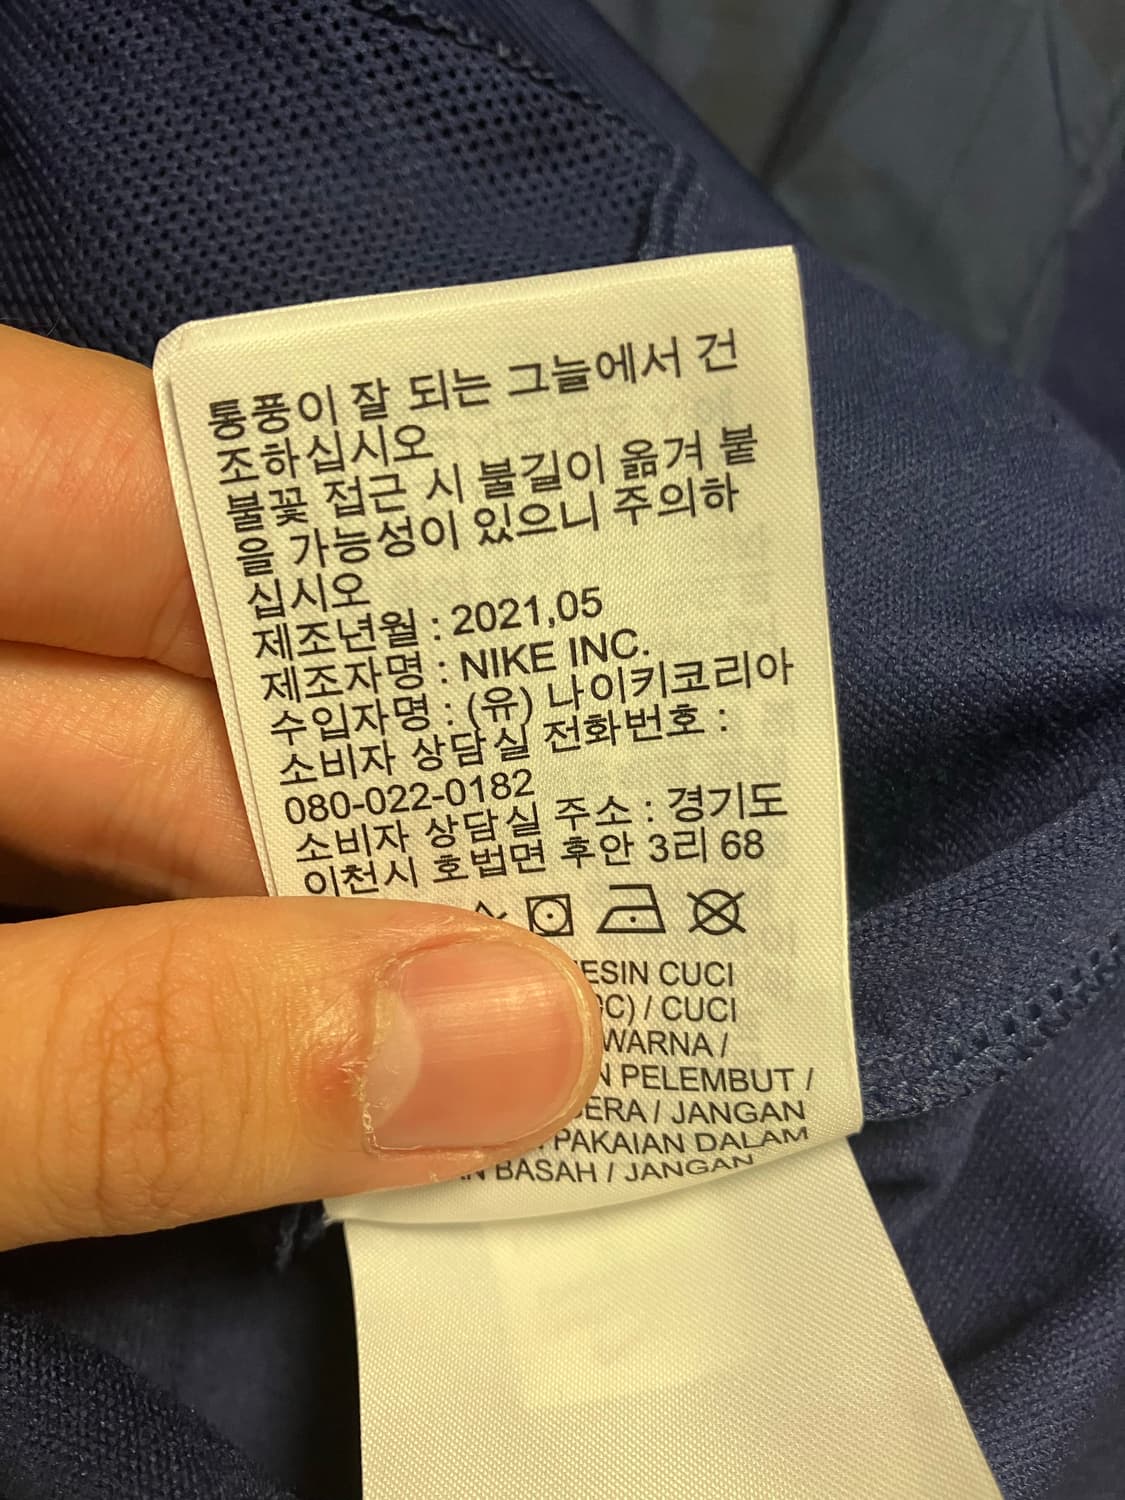 통풍이 잘 되는 그늘에서 건
조하십시오
불꽃 접근 시 불길이 옮겨 붙
을 가능성이 있으니 주의하
십시오
제조년월 : 2021,05
제조자명 : NIKE INC.
수입자명 : (유) 나이키코리아
소비자 상담실 전화번호 :
080-022-0182
소비자 상담실 주소 : 경기도
이천시 호법면 후안 3리 68
CUCI
/ CUCI
WARNA /
PELEMBUT /
/ JANGAN
PAKAIAN DALAM
BASAH / JANGAN